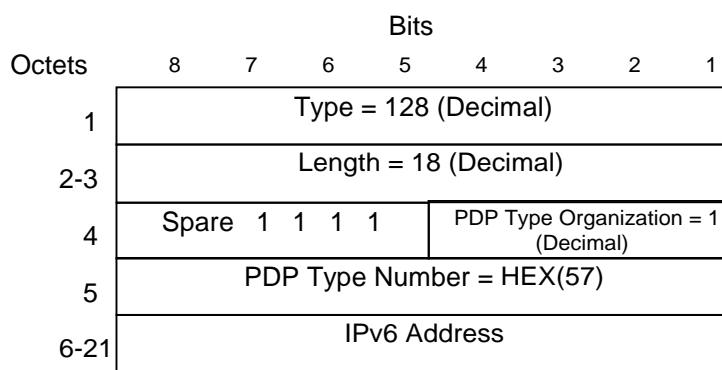 Bits
Octets 8 7 6 5 4 3 2 1
1 Type = 128 (Decimal)
2-3 Length = 18 (Decimal)
4 Spare 1 1 1 1 PDP Type Organization = 1
(Decimal)
5 PDP Type Number = HEX(57)
6-21 IPv6 Address